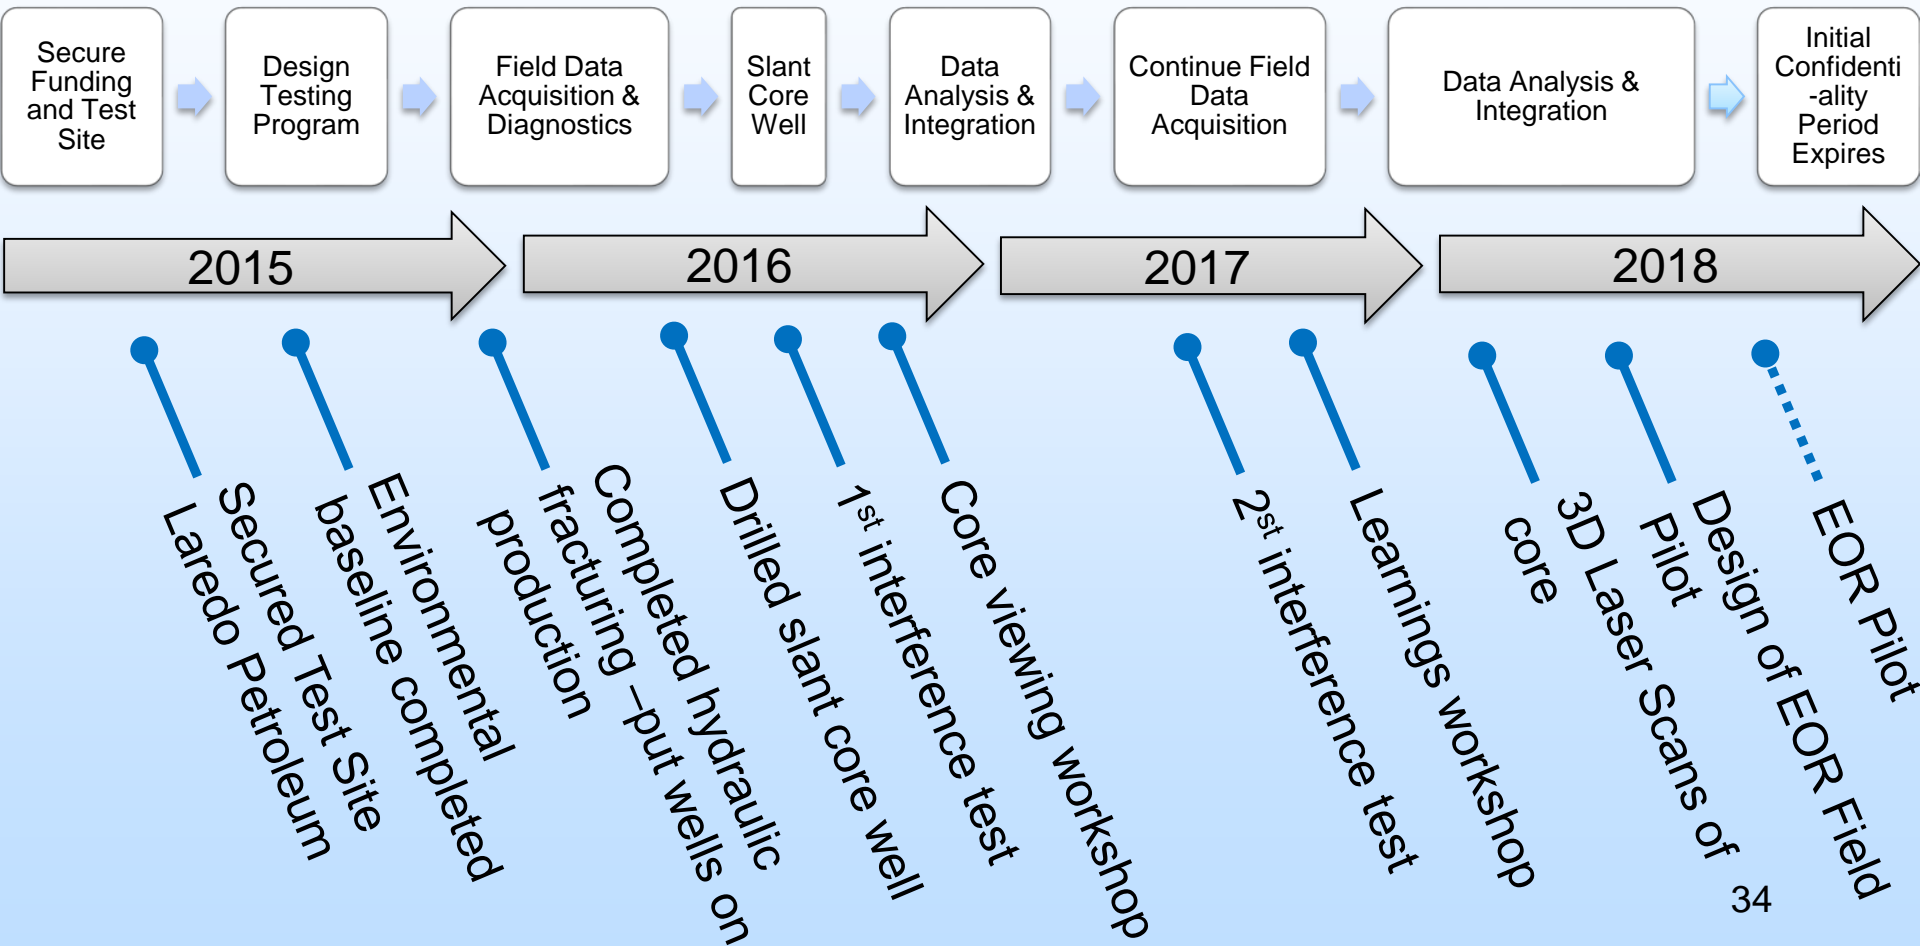 Secure
Funding
and Test
Site
Design
Testing
Program
Field Data
Acquisition &
Diagnostics
Slant
Core
Well
Data
Analysis &
Integration
Continue Field
Data
Acquisition
Data Analysis &
Integration
Initial
Confidenti
-ality
Period
Expires
2015
2016
2017
2018
Secured Test Site
Laredo Petroleum
Environmental
baseline completed
Completed hydraulic
fracturing –put wells on
production
Drilled slant core well
1st interference test
Core viewing workshop
2st interference test
Learnings workshop
3D Laser Scans of
core
Design of EOR Field
Pilot
EOR Pilot
34